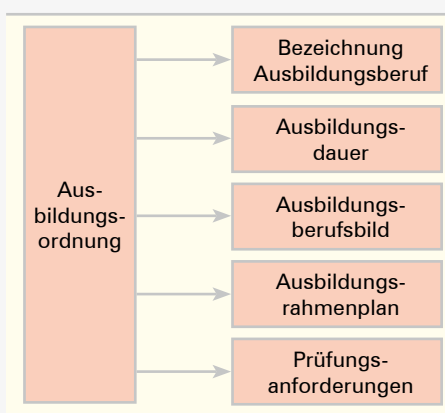 Aus-
bildungs-
ordnung
Bezeichnung
Ausbildungsberuf
Ausbildungs-
dauer
Ausbildungs-
berufsbild
Ausbildungs-
rahmenplan
Prüfungs-
anforderungen